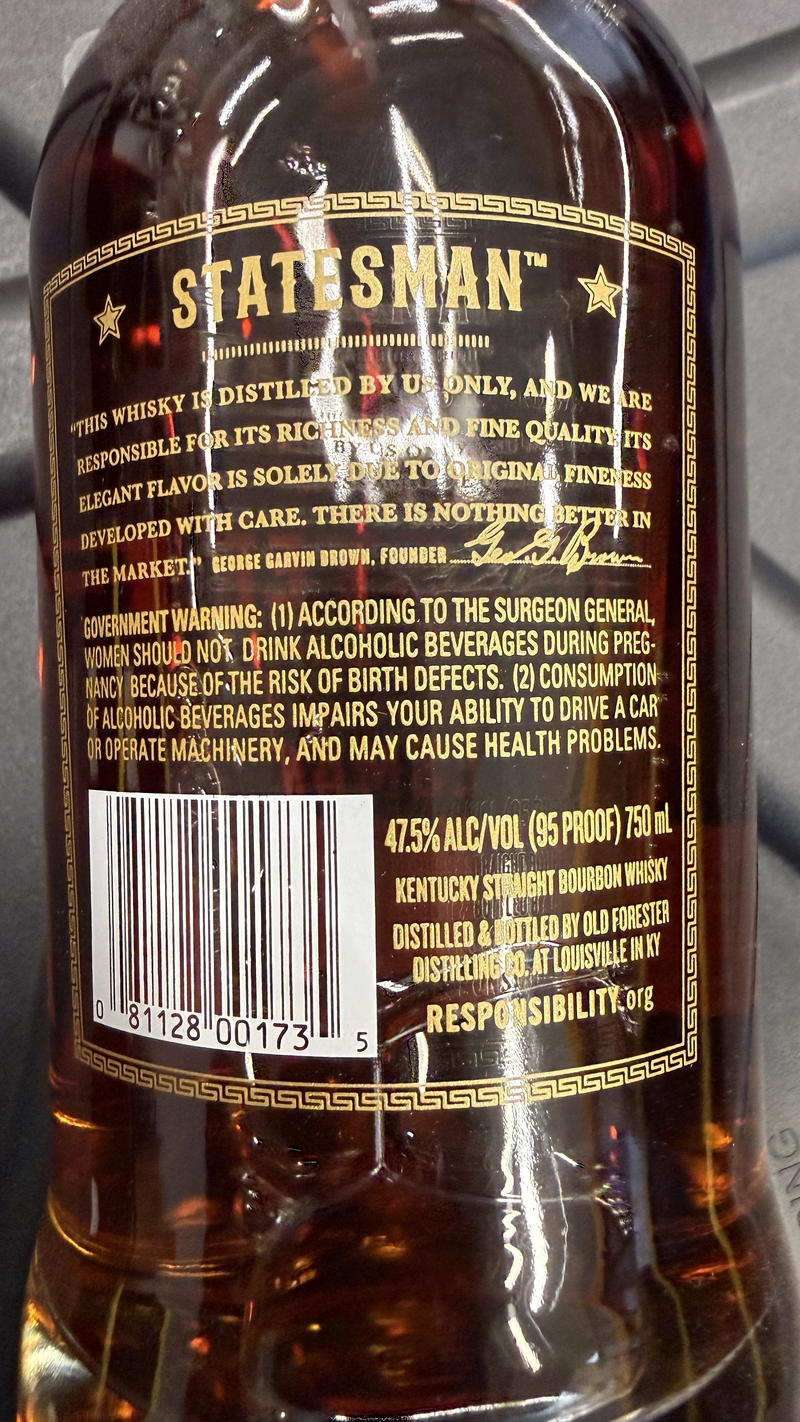 STATESMAN™
"THIS WHISKY IS DISTILLED BY US ONLY, AND WE ARE
RESPONSIBLE FOR ITS RICHNESS AND FINE QUALITY ITS
ELEGANT FLAVOR IS SOLELY DUE TO ORIGINAL FINENESS
DEVELOPED WITH CARE. THERE IS NOTHING BETTER IN
THE MARKET." GEORGE GARVIN BROWN, FOUNDER Geo G Brown
GOVERNMENT WARNING: (1) ACCORDING TO THE SURGEON GENERAL,
WOMEN SHOULD NOT DRINK ALCOHOLIC BEVERAGES DURING PREG-
NANCY BECAUSE OF THE RISK OF BIRTH DEFECTS. (2) CONSUMPTION
OF ALCOHOLIC BEVERAGES IMPAIRS YOUR ABILITY TO DRIVE A CAR
OR OPERATE MACHINERY, AND MAY CAUSE HEALTH PROBLEMS.
47.5% ALC/VOL (95 PROOF) 750 mL
KENTUCKY STRAIGHT BOURBON WHISKY
DISTILLED & BOTTLED BY OLD FORESTER
DISTILLING CO. AT LOUISVILLE IN KY
RESPONSIBILITY.org
0 81128 00173 5